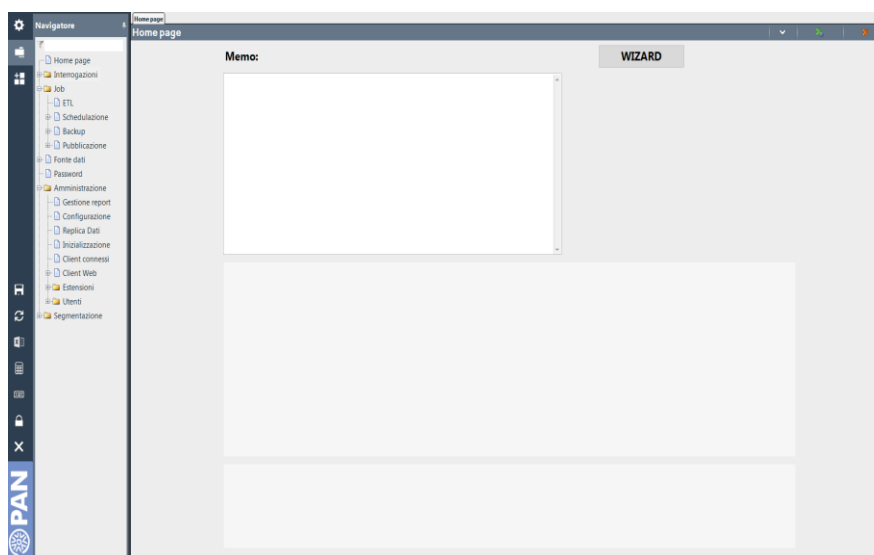 Navigatore
Home page
Home page
Memo:
WIZARD
Home page
Interrogazioni
Job
ETL
Schedulazione
Backup
Pubblicazione
Fonte dati
Password
Amministrazione
Gestione report
Configurazione
Replica Dati
Inizializzazione
Client connessi
Client Web
Estensioni
Utenti
Segmentazione
PAN